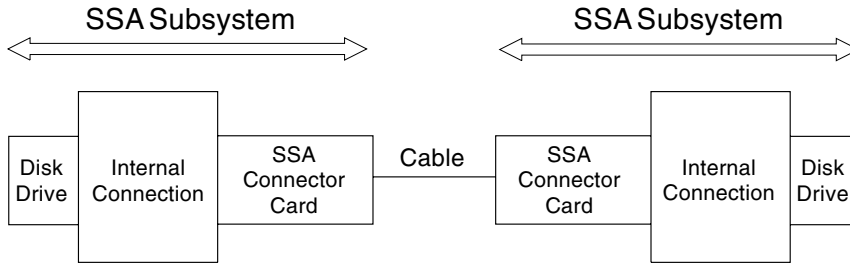 SSA Subsystem
SSA Subsystem
Disk
Drive
Internal
Connection
SSA
Connector
Card
Cable
SSA
Connector
Card
Internal
Connection
Disk
Drive